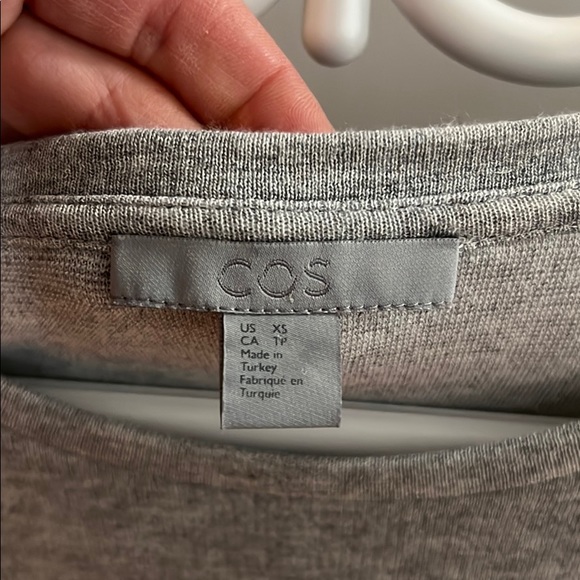 COS
US XS
CA TP
Made in
Turkey
Fabriqué en
Turquie